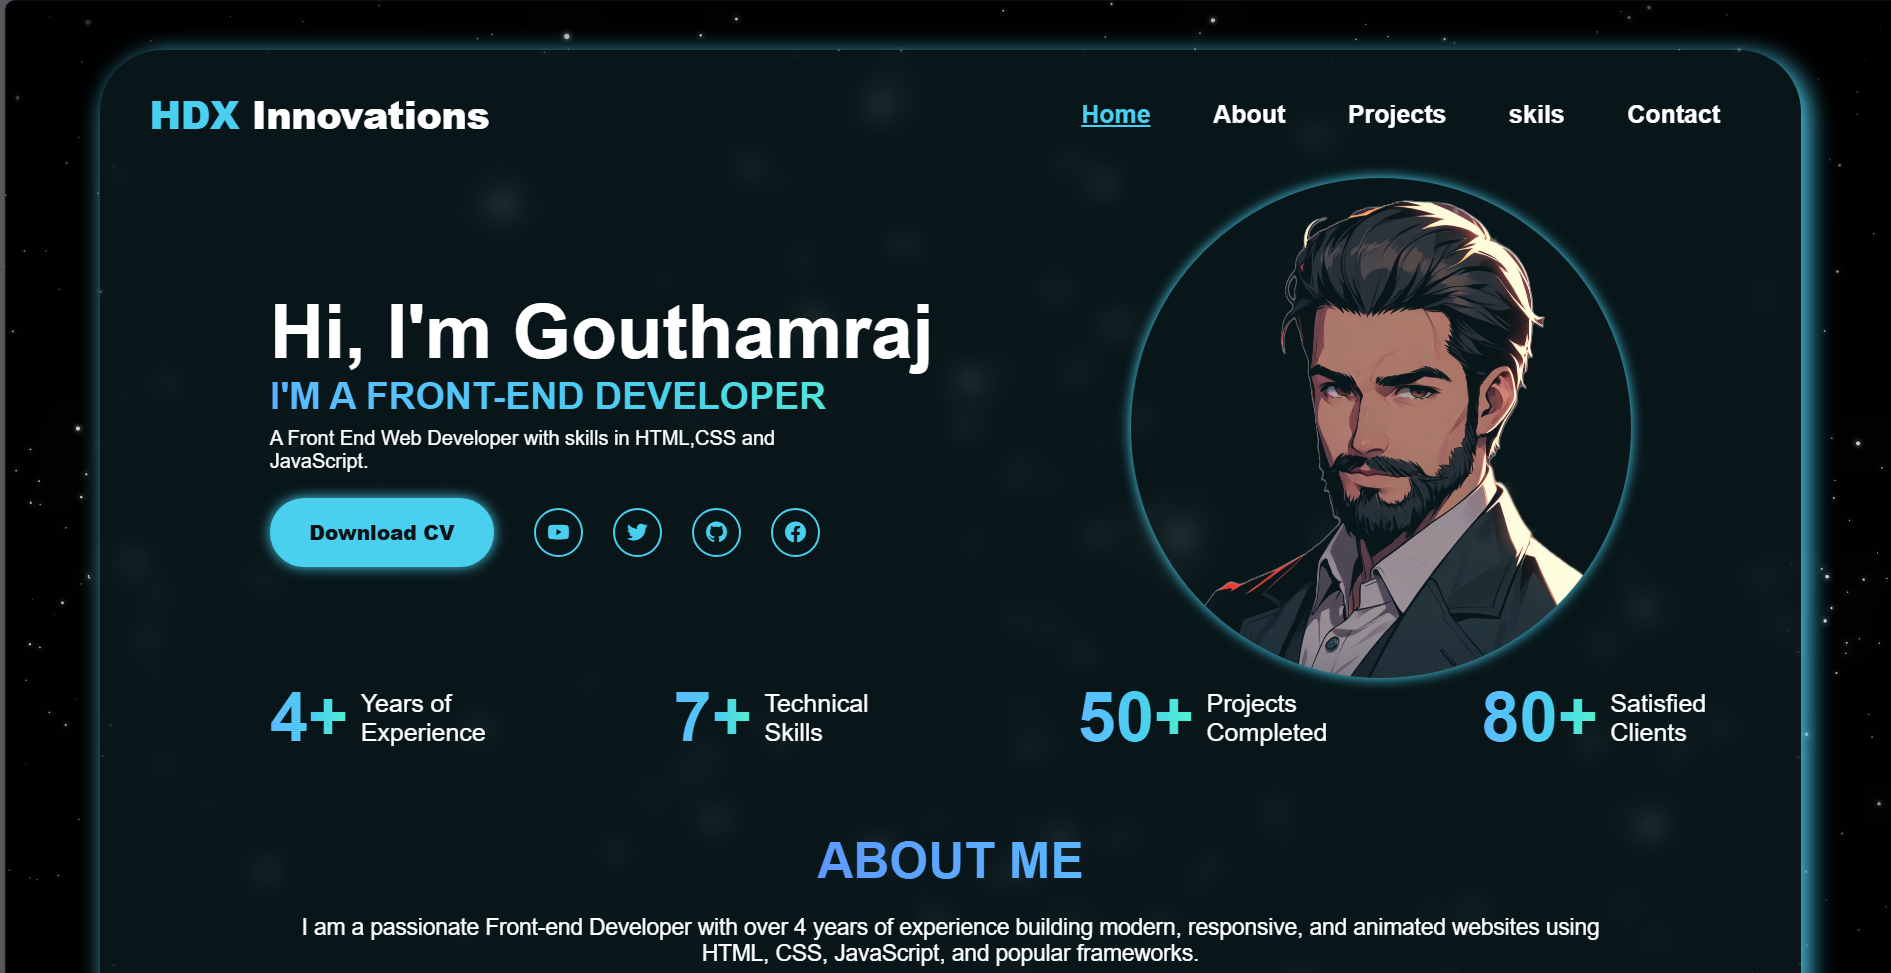 HDX Innovations
Home About Projects skils Contact
Hi, I'm Gouthamraj
I'M A FRONT-END DEVELOPER
A Front End Web Developer with skills in HTML,CSS and
JavaScript.
Download CV
4+ Years of
Experience
7+ Technical
Skills
50+ Projects
Completed
80+ Satisfied
Clients
ABOUT ME
I am a passionate Front-end Developer with over 4 years of experience building modern, responsive, and animated websites using
HTML, CSS, JavaScript, and popular frameworks.